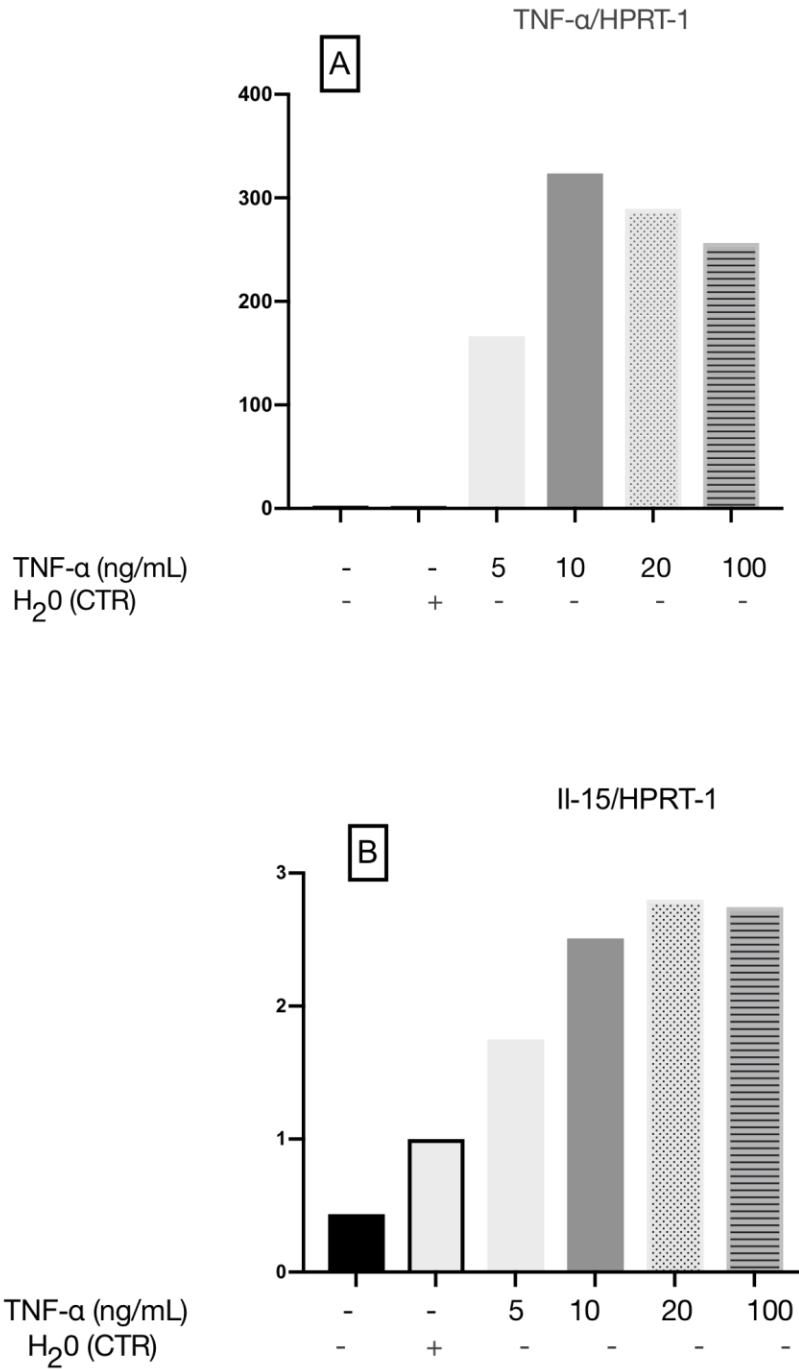 TNF-α/HPRT-1
A
400
300
200
100
0
TNF-α (ng/mL) - - 5 10 20 100
H₂0 (CTR) - + - - - -
Il-15/HPRT-1
B
3
2
1
0
TNF-α (ng/mL) - - 5 10 20 100
H₂0 (CTR) - + - - - -